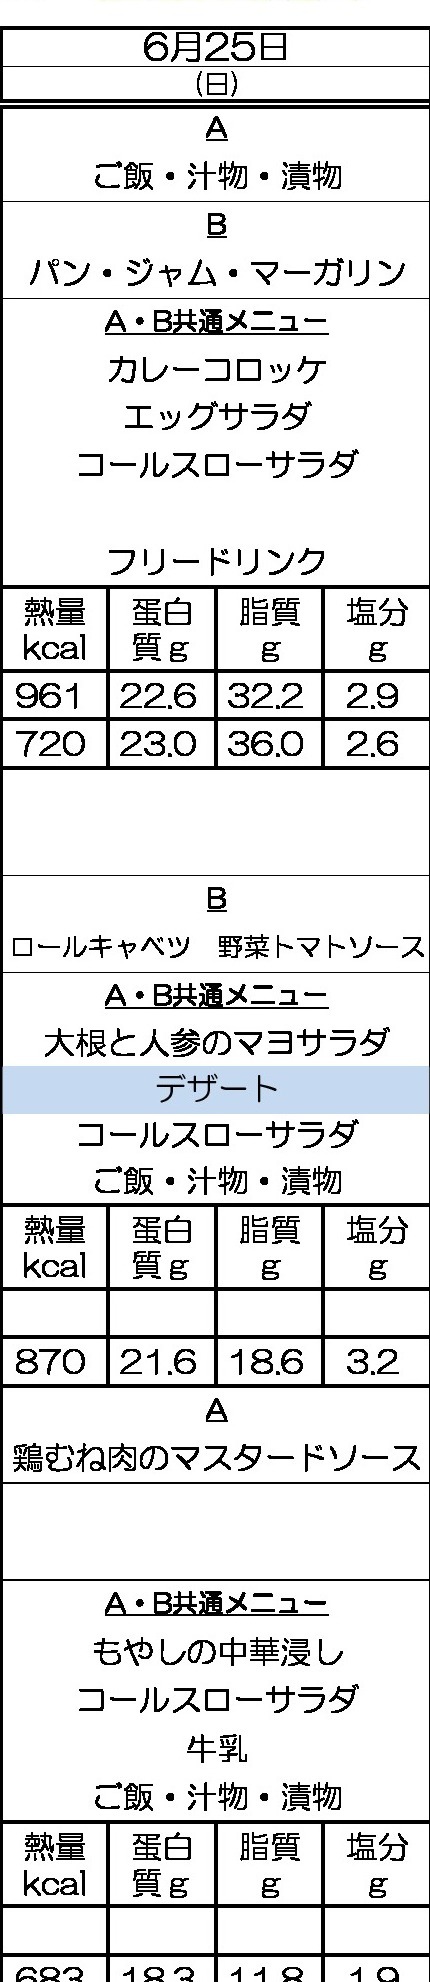 6月25日
(日)
A
ご飯・汁物・漬物
B
パン・ジャム・マーガリン
A・B共通メニュー
カレーコロッケ
エッグサラダ
コールスローサラダ
フリードリンク
熱量 蛋白 脂質 塩分
kcal 質g g g
961 22.6 32.2 2.9
720 23.0 36.0 2.6
B
ロールキャベツ　野菜トマトソース
A・B共通メニュー
大根と人参のマヨサラダ
デザート
コールスローサラダ
ご飯・汁物・漬物
熱量 蛋白 脂質 塩分
kcal 質g g g
870 21.6 18.6 3.2
A
鶏むね肉のマスタードソース
A・B共通メニュー
もやしの中華浸し
コールスローサラダ
牛乳
ご飯・汁物・漬物
熱量 蛋白 脂質 塩分
kcal 質g g g
683 18.3 11.8 1.9